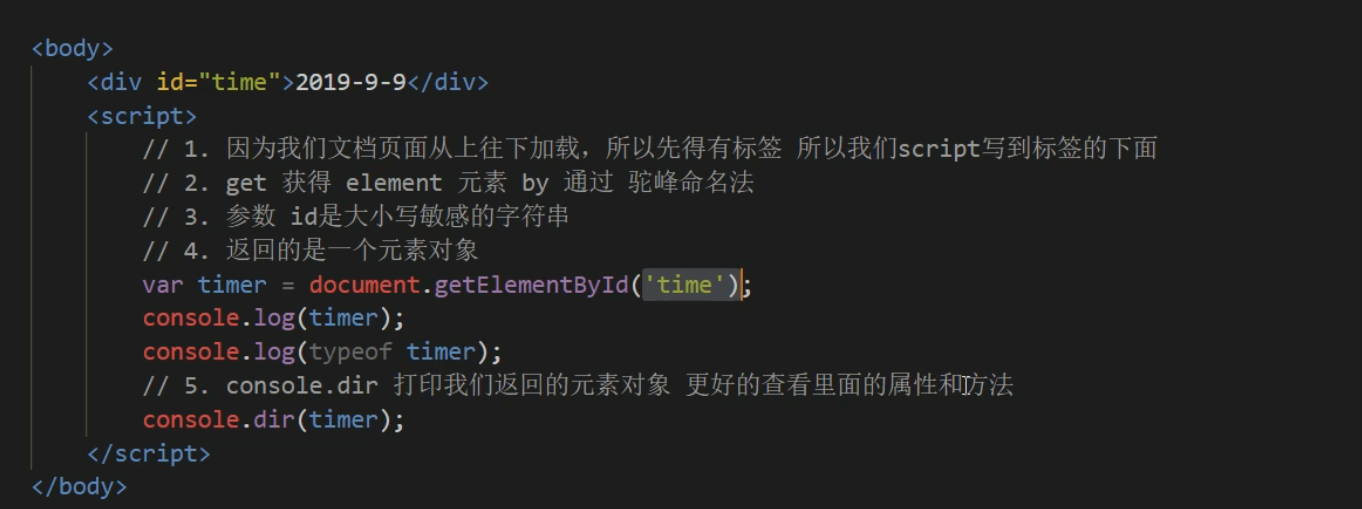 <body>
<div id="time">2019-9-9</div>
<script>
// 1. 因为我们文档页面从上往下加载，所以先得有标签 所以我们script写到标签的下面
// 2. get 获得 element 元素 by 通过 驼峰命名法
// 3. 参数 id是大小写敏感的字符串
// 4. 返回的是一个元素对象
var timer = document.getElementById('time');
console.log(timer);
console.log(typeof timer);
// 5. console.dir 打印我们返回的元素对象 更好的查看里面的属性和方法
console.dir(timer);
</script>
</body>